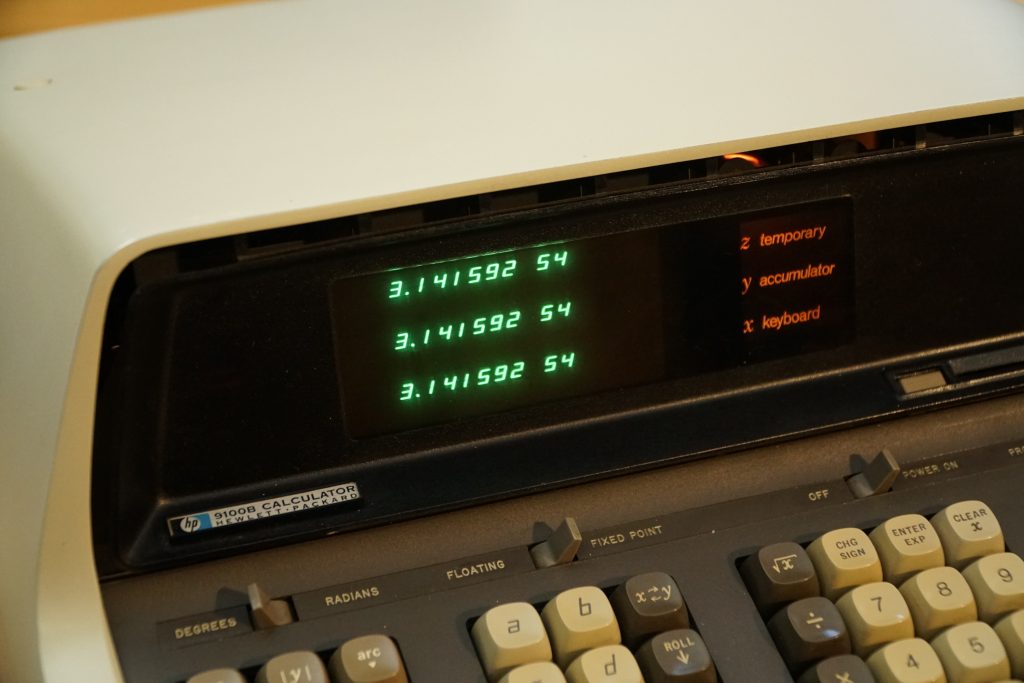 3.141592 54
3.141592 54
3.141592 54
z temporary
y accumulator
x keyboard
hp 9100B CALCULATOR
HEWLETT·PACKARD
DEGREES
RADIANS
FLOATING
FIXED POINT
OFF
POWER ON
|y|
arc
a
b
x⇄y
d
ROLL
↓
√x
CHG SIGN
ENTER EXP
CLEAR x
÷
7
8
9
x
4
5